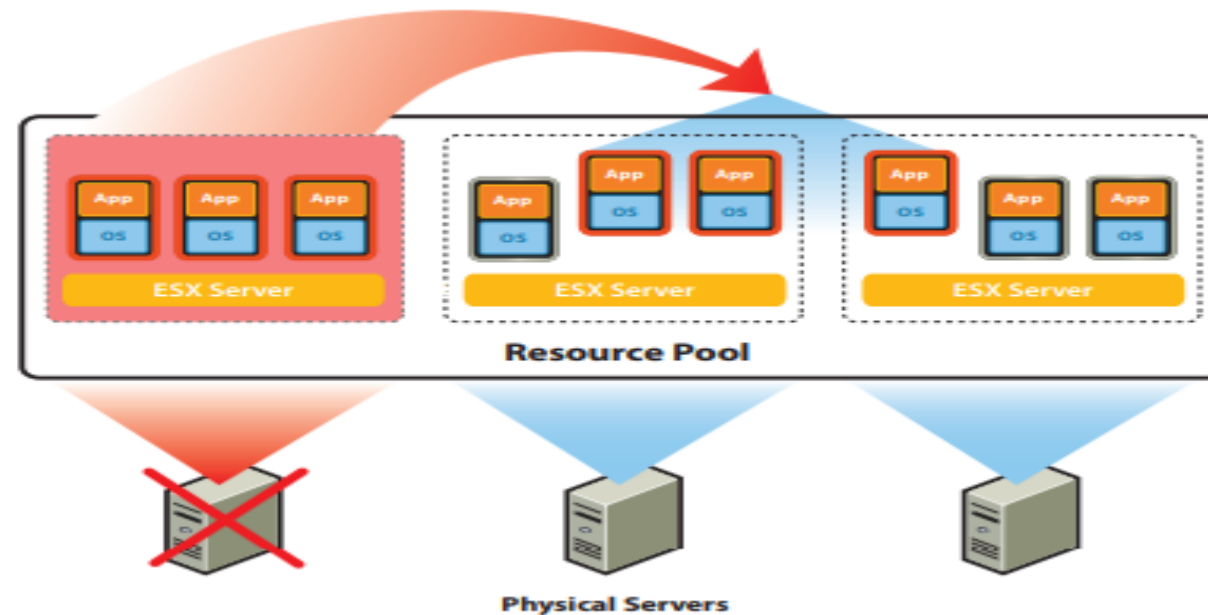 App App App App App App App App App
OS OS OS OS OS OS OS OS OS
ESX Server ESX Server ESX Server
Resource Pool
Physical Servers